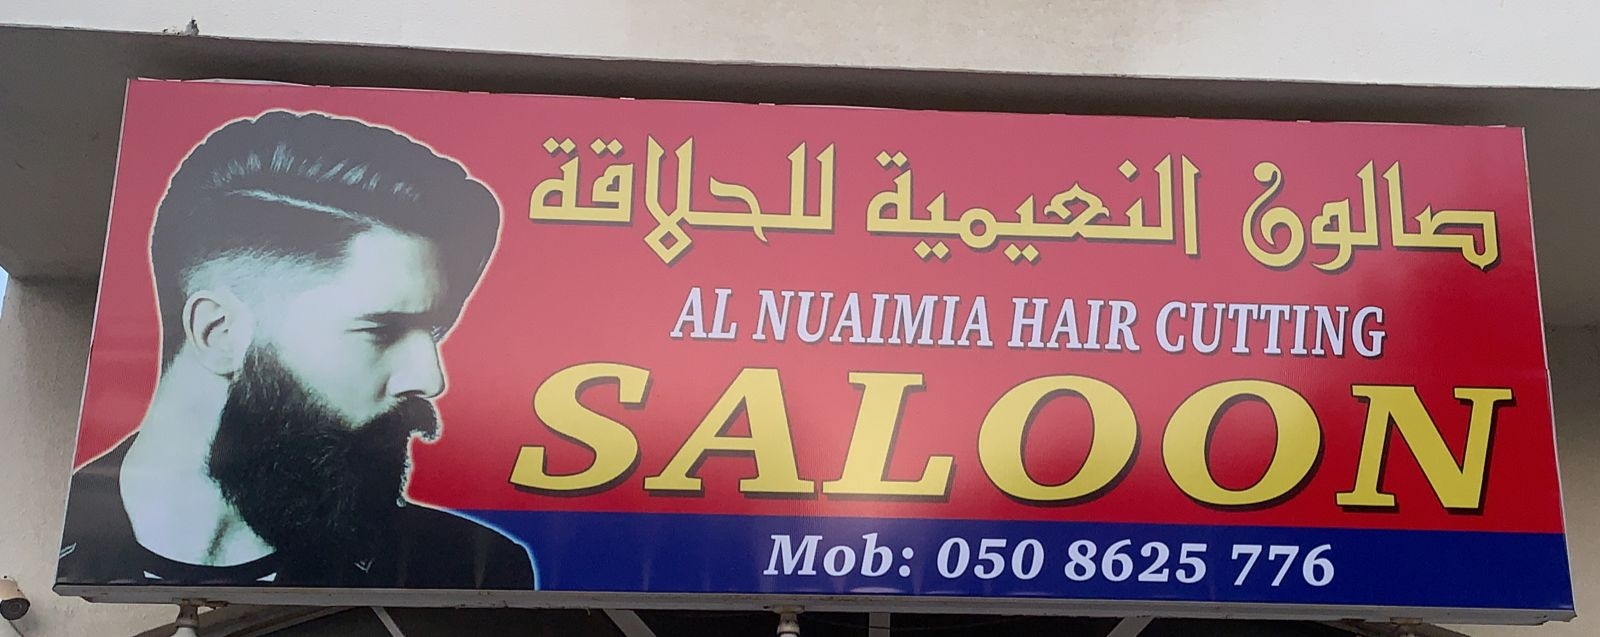 صالون النعيمية للحلاقة
AL NUAIMIA HAIR CUTTING
SALOON
Mob: 050 8625 776